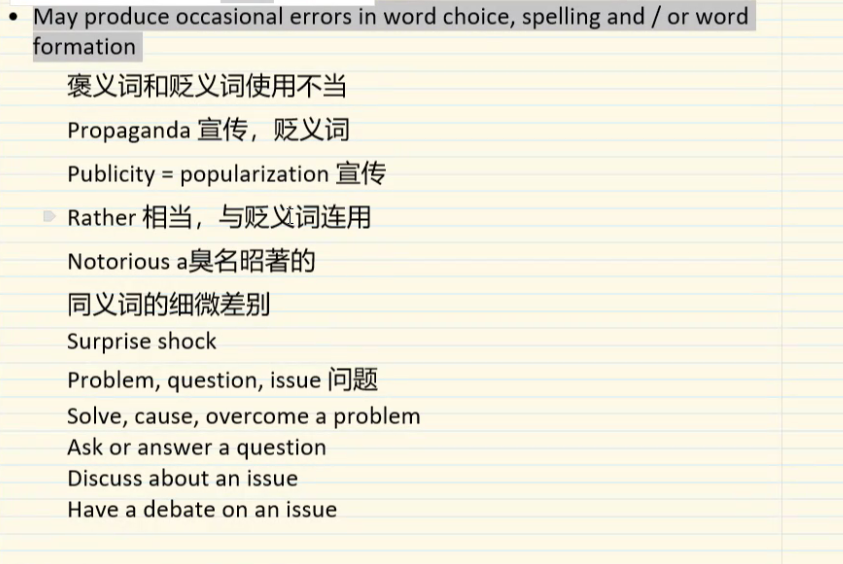 • May produce occasional errors in word choice, spelling and / or word
formation
褒义词和贬义词使用不当
Propaganda 宣传，贬义词
Publicity = popularization 宣传
Rather 相当，与贬义词连用
Notorious a臭名昭著的
同义词的细微差别
Surprise shock
Problem, question, issue 问题
Solve, cause, overcome a problem
Ask or answer a question
Discuss about an issue
Have a debate on an issue